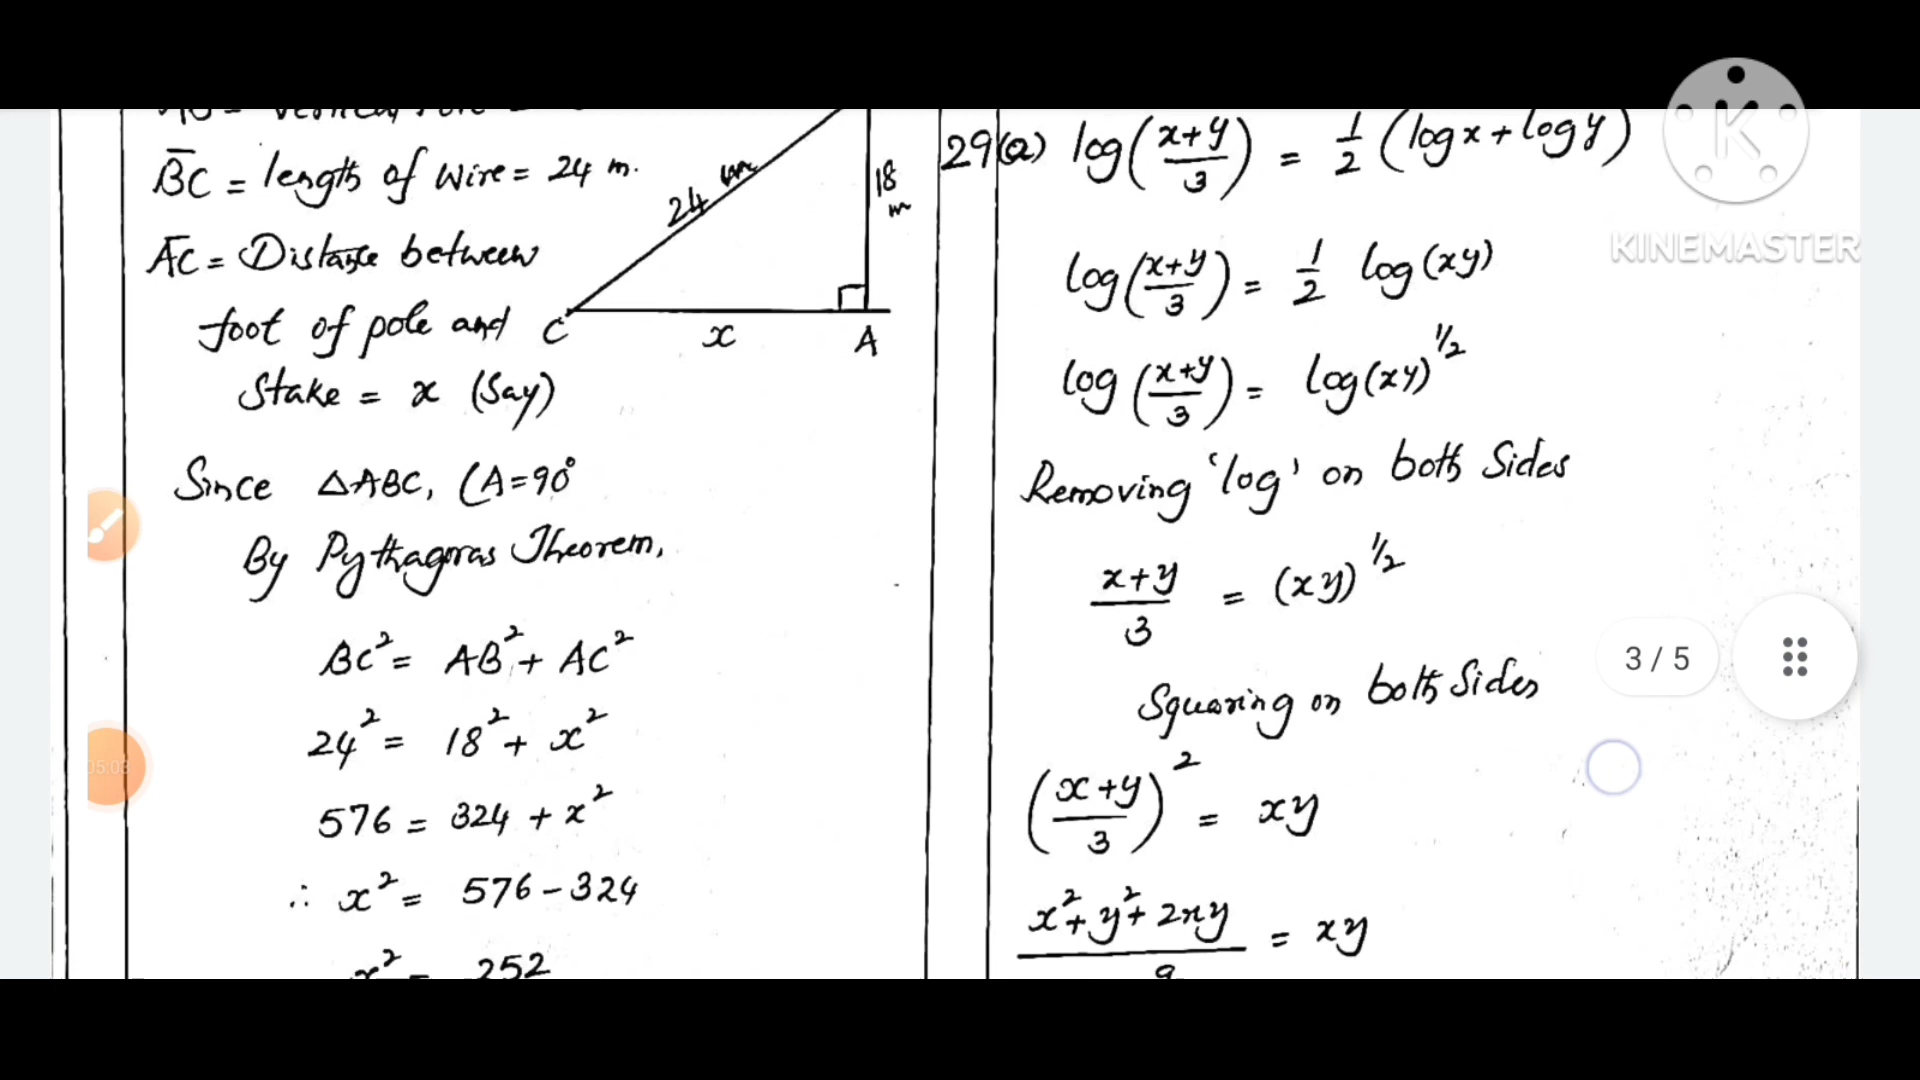 BC = length of wire = 24 m.
AC = Distance between
foot of pole and
Stake = x (Say)
24 m
18 m
C
x
A
Since △ABC, (A=90°
By Pythagoras Theorem,
BC² = AB² + AC²
24² = 18² + x²
576 = 324 + x²
∴ x² = 576 - 324
x² = 252
29(a) log((x+y)/3) = 1/2 (log x + log y)
log((x+y)/3) = 1/2 log(xy)
log((x+y)/3) = log(xy)^1/2
Removing 'log' on both Sides
(x+y)/3 = (xy)^1/2
Squaring on both Sides
((x+y)/3)² = xy
(x² + y² + 2xy)/9 = xy
KINEMASTER
3 / 5
05:03